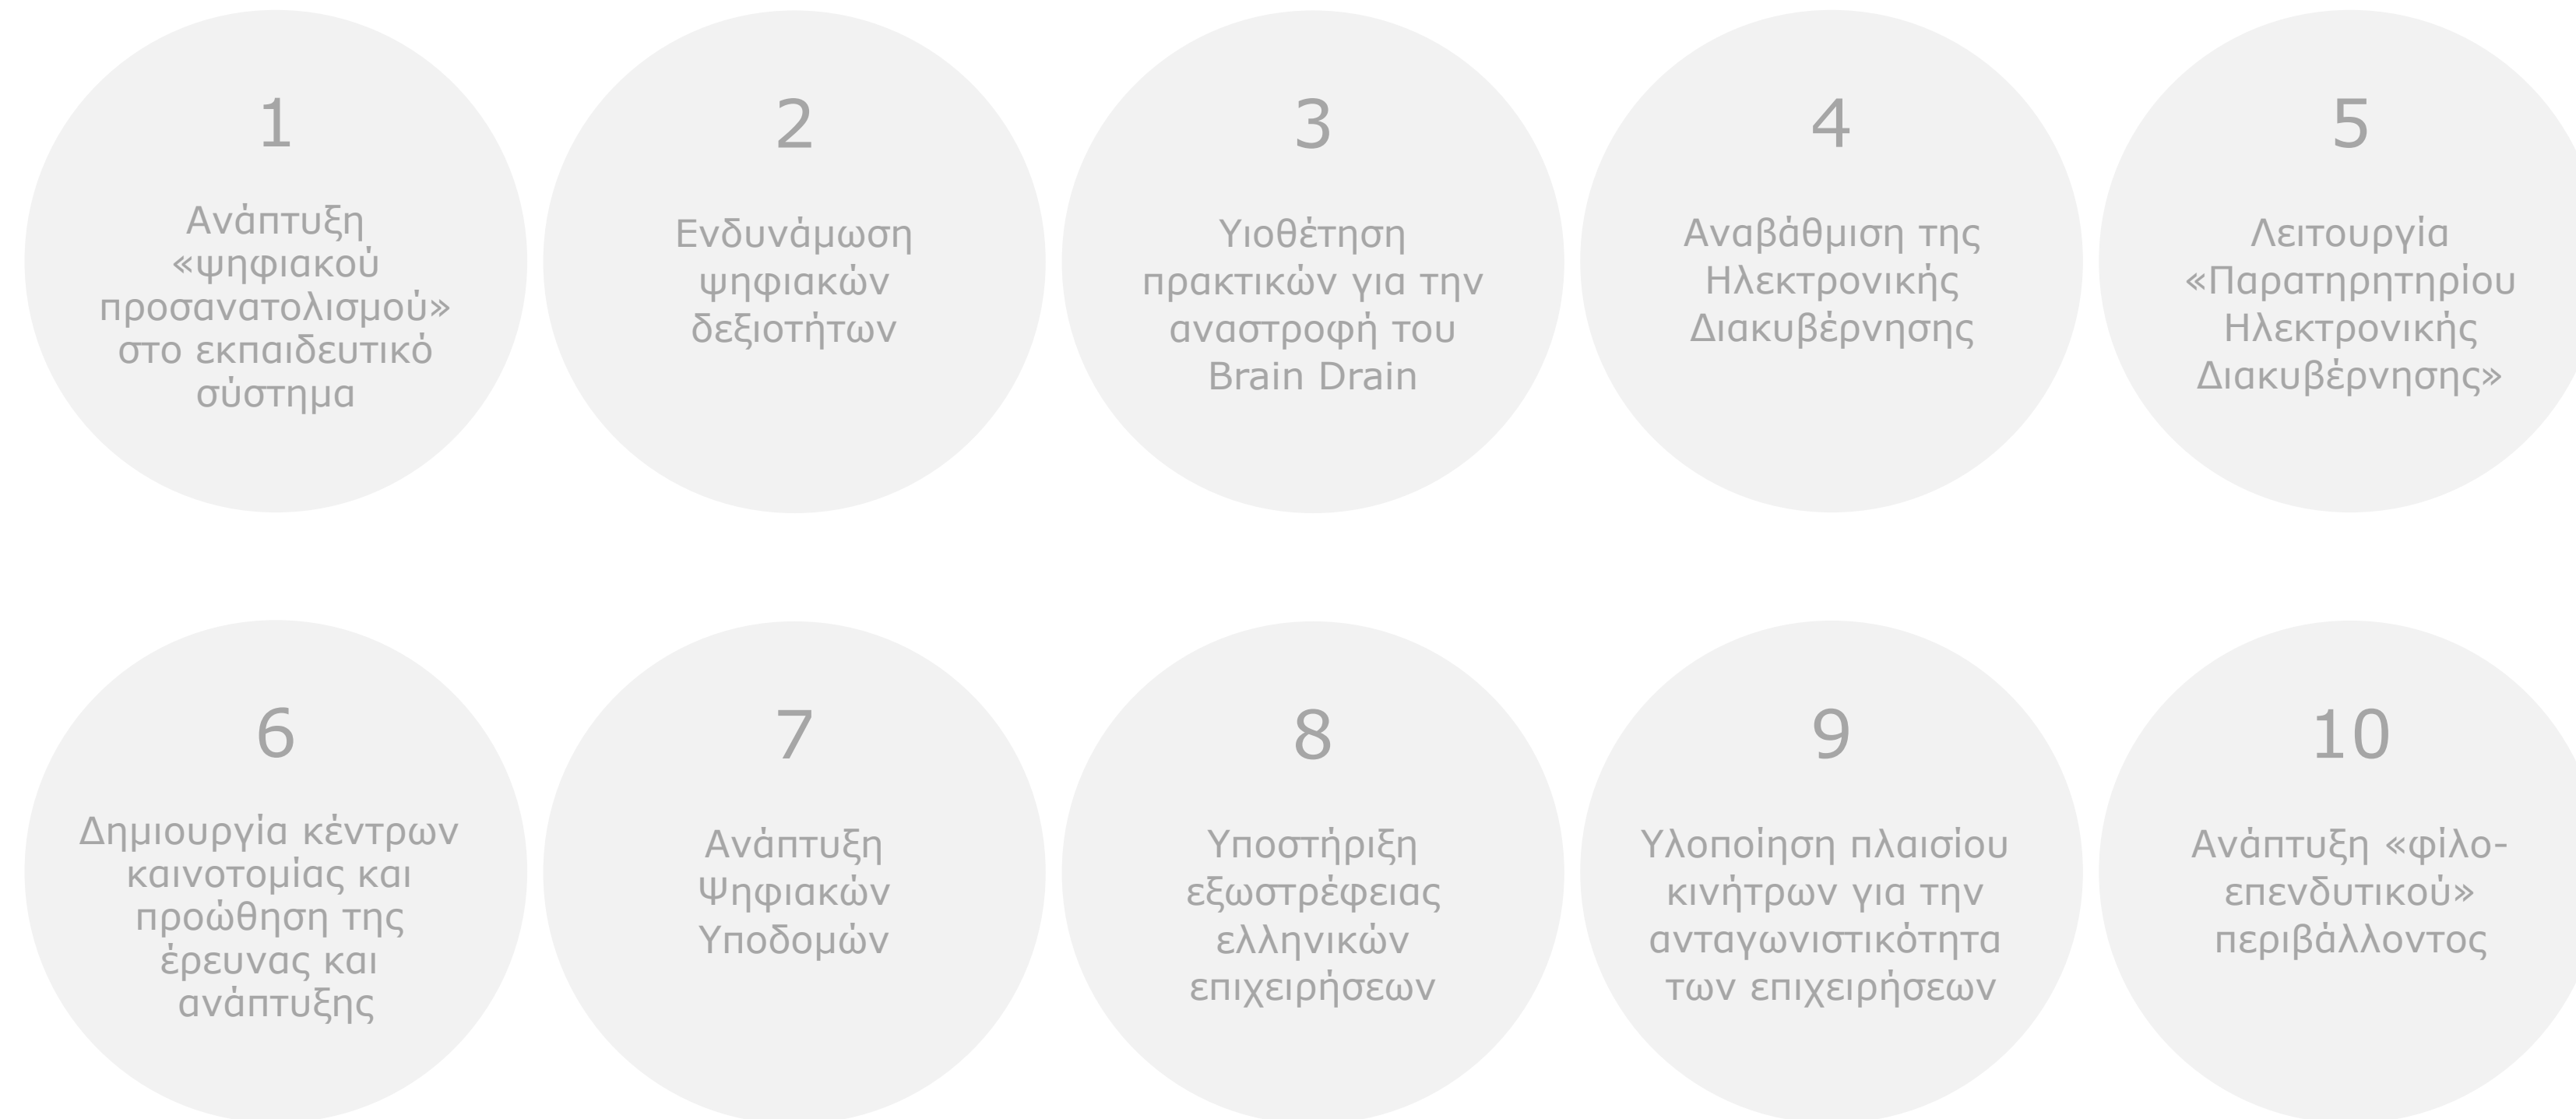 1
Ανάπτυξη
«ψηφιακού
προσανατολισμού»
στο εκπαιδευτικό
σύστημα
2
Ενδυνάμωση
ψηφιακών
δεξιοτήτων
3
Υιοθέτηση
πρακτικών για την
αναστροφή του
Brain Drain
4
Αναβάθμιση της
Ηλεκτρονικής
Διακυβέρνησης
5
Λειτουργία
«Παρατηρητηρίου
Ηλεκτρονικής
Διακυβέρνησης»
6
Δημιουργία κέντρων
καινοτομίας και
προώθηση της
έρευνας και
ανάπτυξης
7
Ανάπτυξη
Ψηφιακών
Υποδομών
8
Υποστήριξη
εξωστρέφειας
ελληνικών
επιχειρήσεων
9
Υλοποίηση πλαισίου
κινήτρων για την
ανταγωνιστικότητα
των επιχειρήσεων
10
Ανάπτυξη «φίλο-
επενδυτικού»
περιβάλλοντος